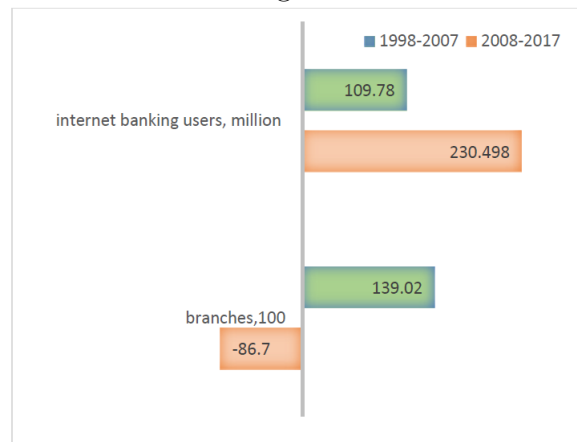 1998-2007 2008-2017
109.78
internet banking users, million
230.498
139.02
branches,100
-86.7